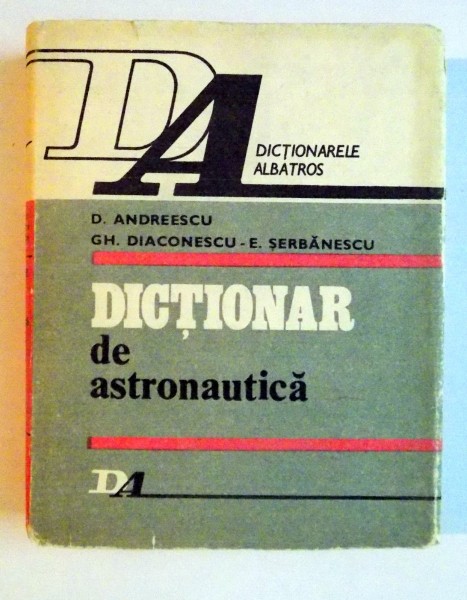 DA
DICȚIONARELE
ALBATROS
D. ANDREESCU
GH. DIACONESCU - E. ȘERBĂNESCU
DICȚIONAR
de
astronautică
DA